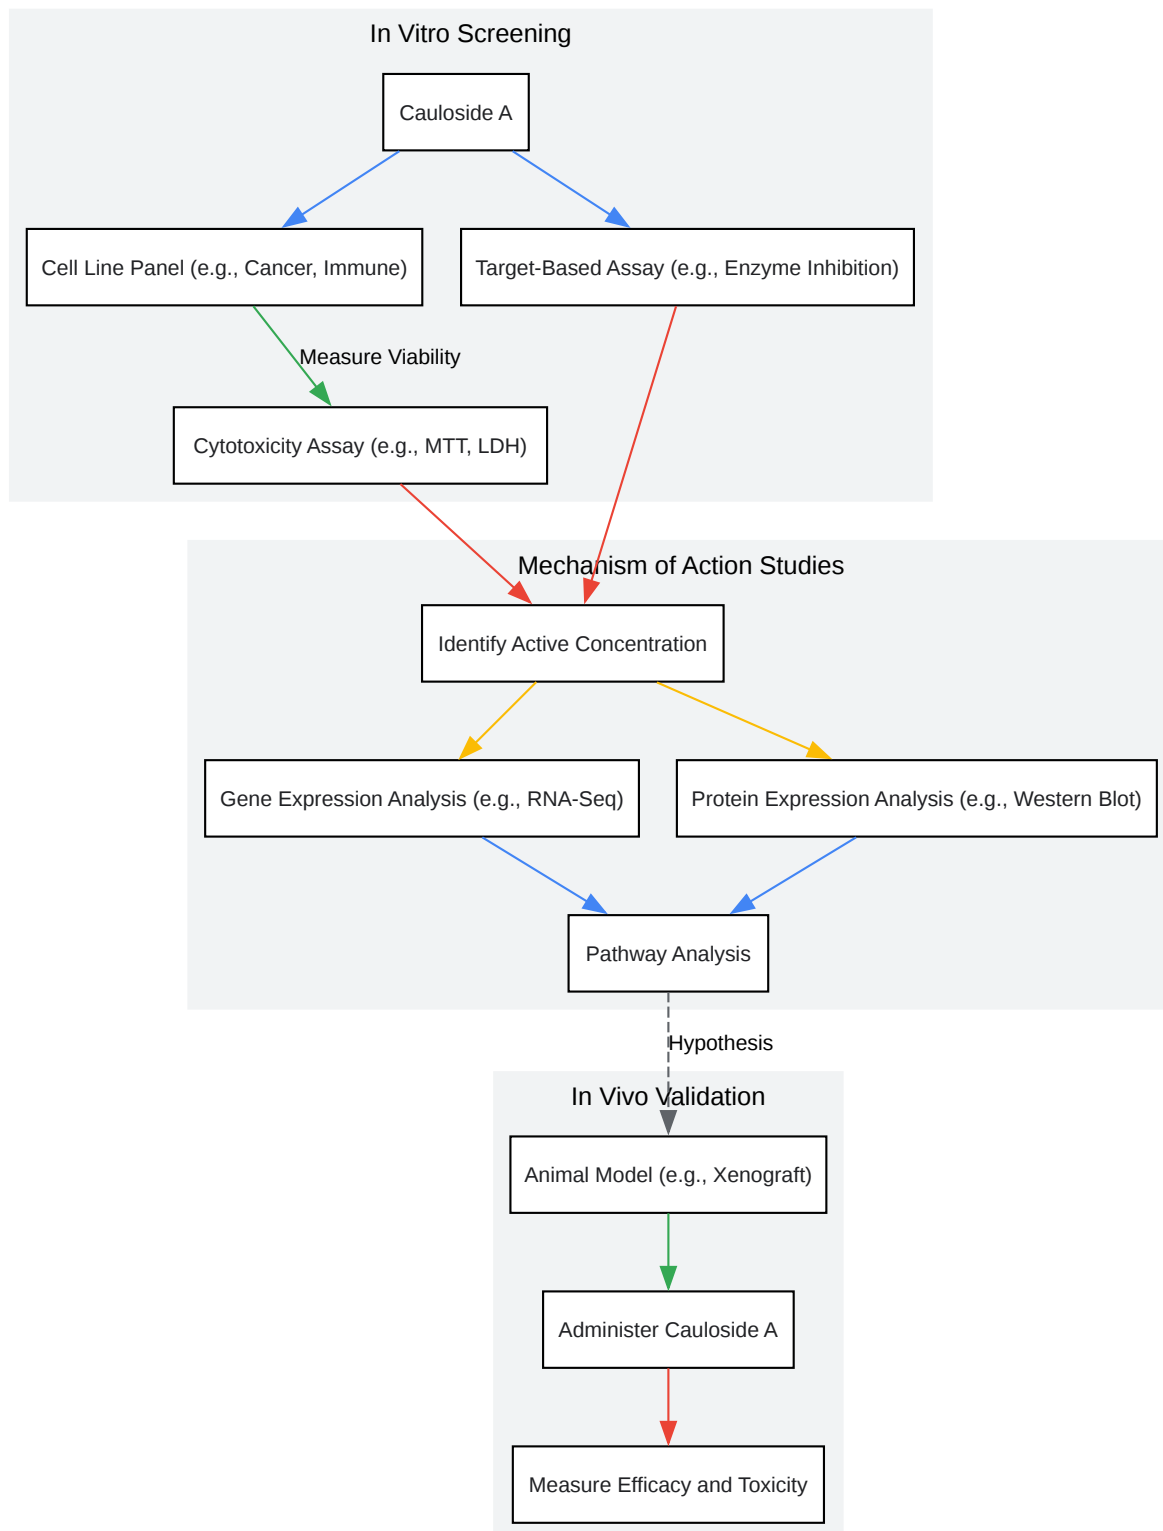 In Vitro Screening
Cauloside A
Cell Line Panel (e.g., Cancer, Immune)
Target-Based Assay (e.g., Enzyme Inhibition)
Measure Viability
Cytotoxicity Assay (e.g., MTT, LDH)
Mechanism of Action Studies
Identify Active Concentration
Gene Expression Analysis (e.g., RNA-Seq)
Protein Expression Analysis (e.g., Western Blot)
Pathway Analysis
Hypothesis
In Vivo Validation
Animal Model (e.g., Xenograft)
Administer Cauloside A
Measure Efficacy and Toxicity